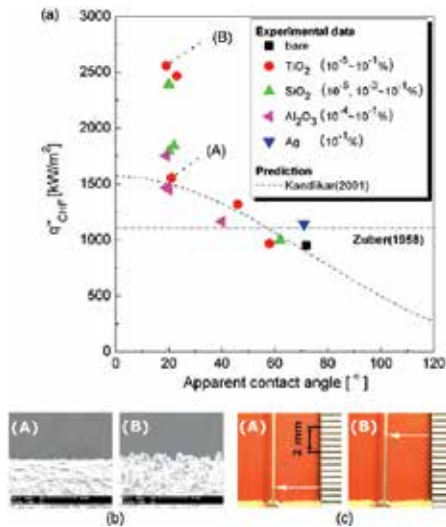 (a)
3000
2500
2000
1500
1000
500
0
q"CHF [kW/m²]
(B)
(A)
Experimental data
bare
TiO₂ (10⁻⁵~10⁻¹%)
SiO₂ (10⁻⁵, 10⁻³~10⁻¹%)
Al₂O₃ (10⁻⁴~10⁻¹%)
Ag (10⁻¹%)
Prediction
Kandlikar(2001)
Zuber(1958)
0 20 40 60 80 100 120
Apparent contact angle [°]
(A) (B) (A) 2 mm (B)
(b) (c)